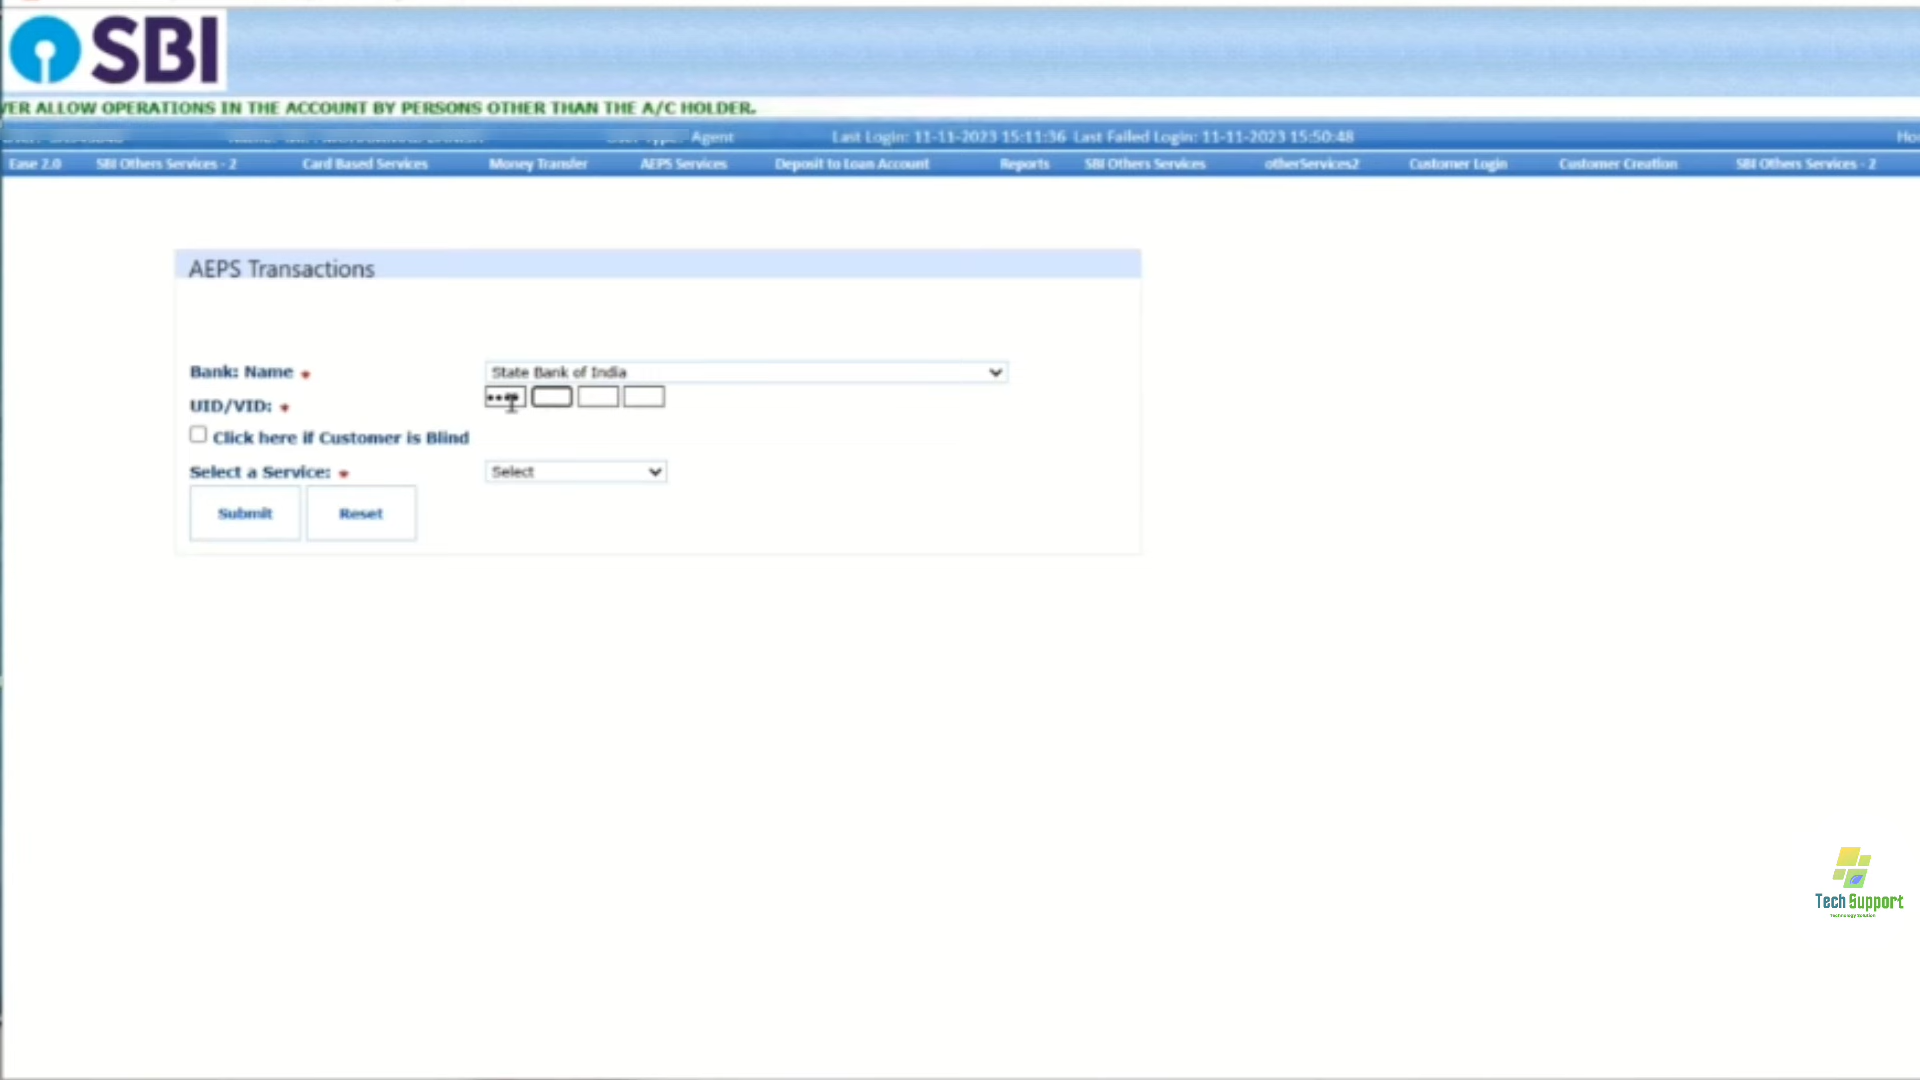 SBI
VER ALLOW OPERATIONS IN THE ACCOUNT BY PERSONS OTHER THAN THE A/C HOLDER.
Agent Last Login: 11-11-2023 15:11:36 Last Failed Login: 11-11-2023 15:50:48 Ho
Ease 2.0 SBI Others Services - 2 Card Based Services Money Transfer AEPS Services Deposit to Loan Account Reports SBI Others Services otherServices2 Customer Login Customer Creation SBI Others Services - 2
AEPS Transactions
Bank: Name * State Bank of India
UID/VID: * ••••
Click here if Customer is Blind
Select a Service: * Select
Submit Reset
Tech Support
Technology Solution